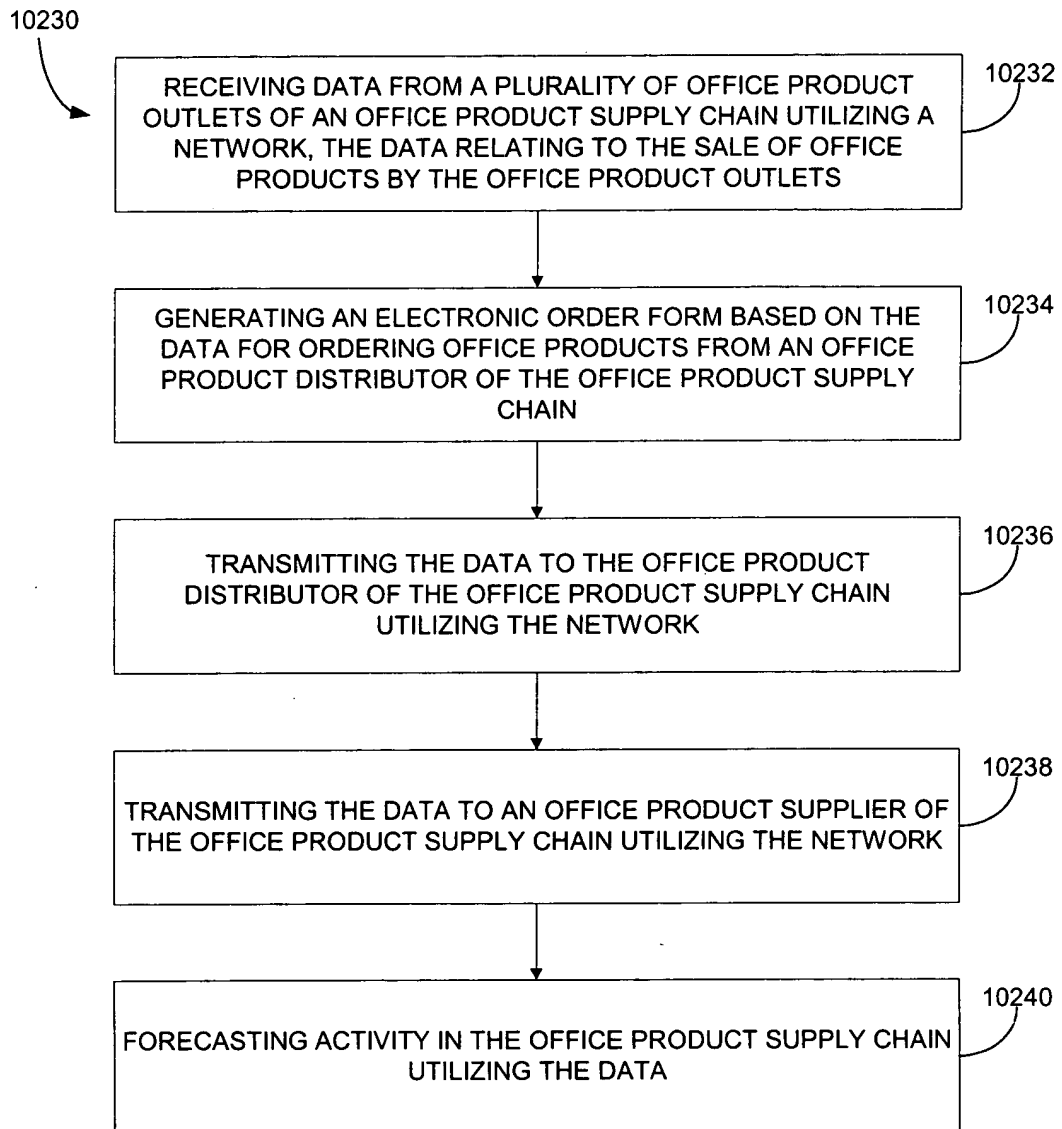 10230
10232
RECEIVING DATA FROM A PLURALITY OF OFFICE PRODUCT
OUTLETS OF AN OFFICE PRODUCT SUPPLY CHAIN UTILIZING A
NETWORK, THE DATA RELATING TO THE SALE OF OFFICE
PRODUCTS BY THE OFFICE PRODUCT OUTLETS
10234
GENERATING AN ELECTRONIC ORDER FORM BASED ON THE
DATA FOR ORDERING OFFICE PRODUCTS FROM AN OFFICE
PRODUCT DISTRIBUTOR OF THE OFFICE PRODUCT SUPPLY
CHAIN
10236
TRANSMITTING THE DATA TO THE OFFICE PRODUCT
DISTRIBUTOR OF THE OFFICE PRODUCT SUPPLY CHAIN
UTILIZING THE NETWORK
10238
TRANSMITTING THE DATA TO AN OFFICE PRODUCT SUPPLIER OF
THE OFFICE PRODUCT SUPPLY CHAIN UTILIZING THE NETWORK
10240
FORECASTING ACTIVITY IN THE OFFICE PRODUCT SUPPLY CHAIN
UTILIZING THE DATA